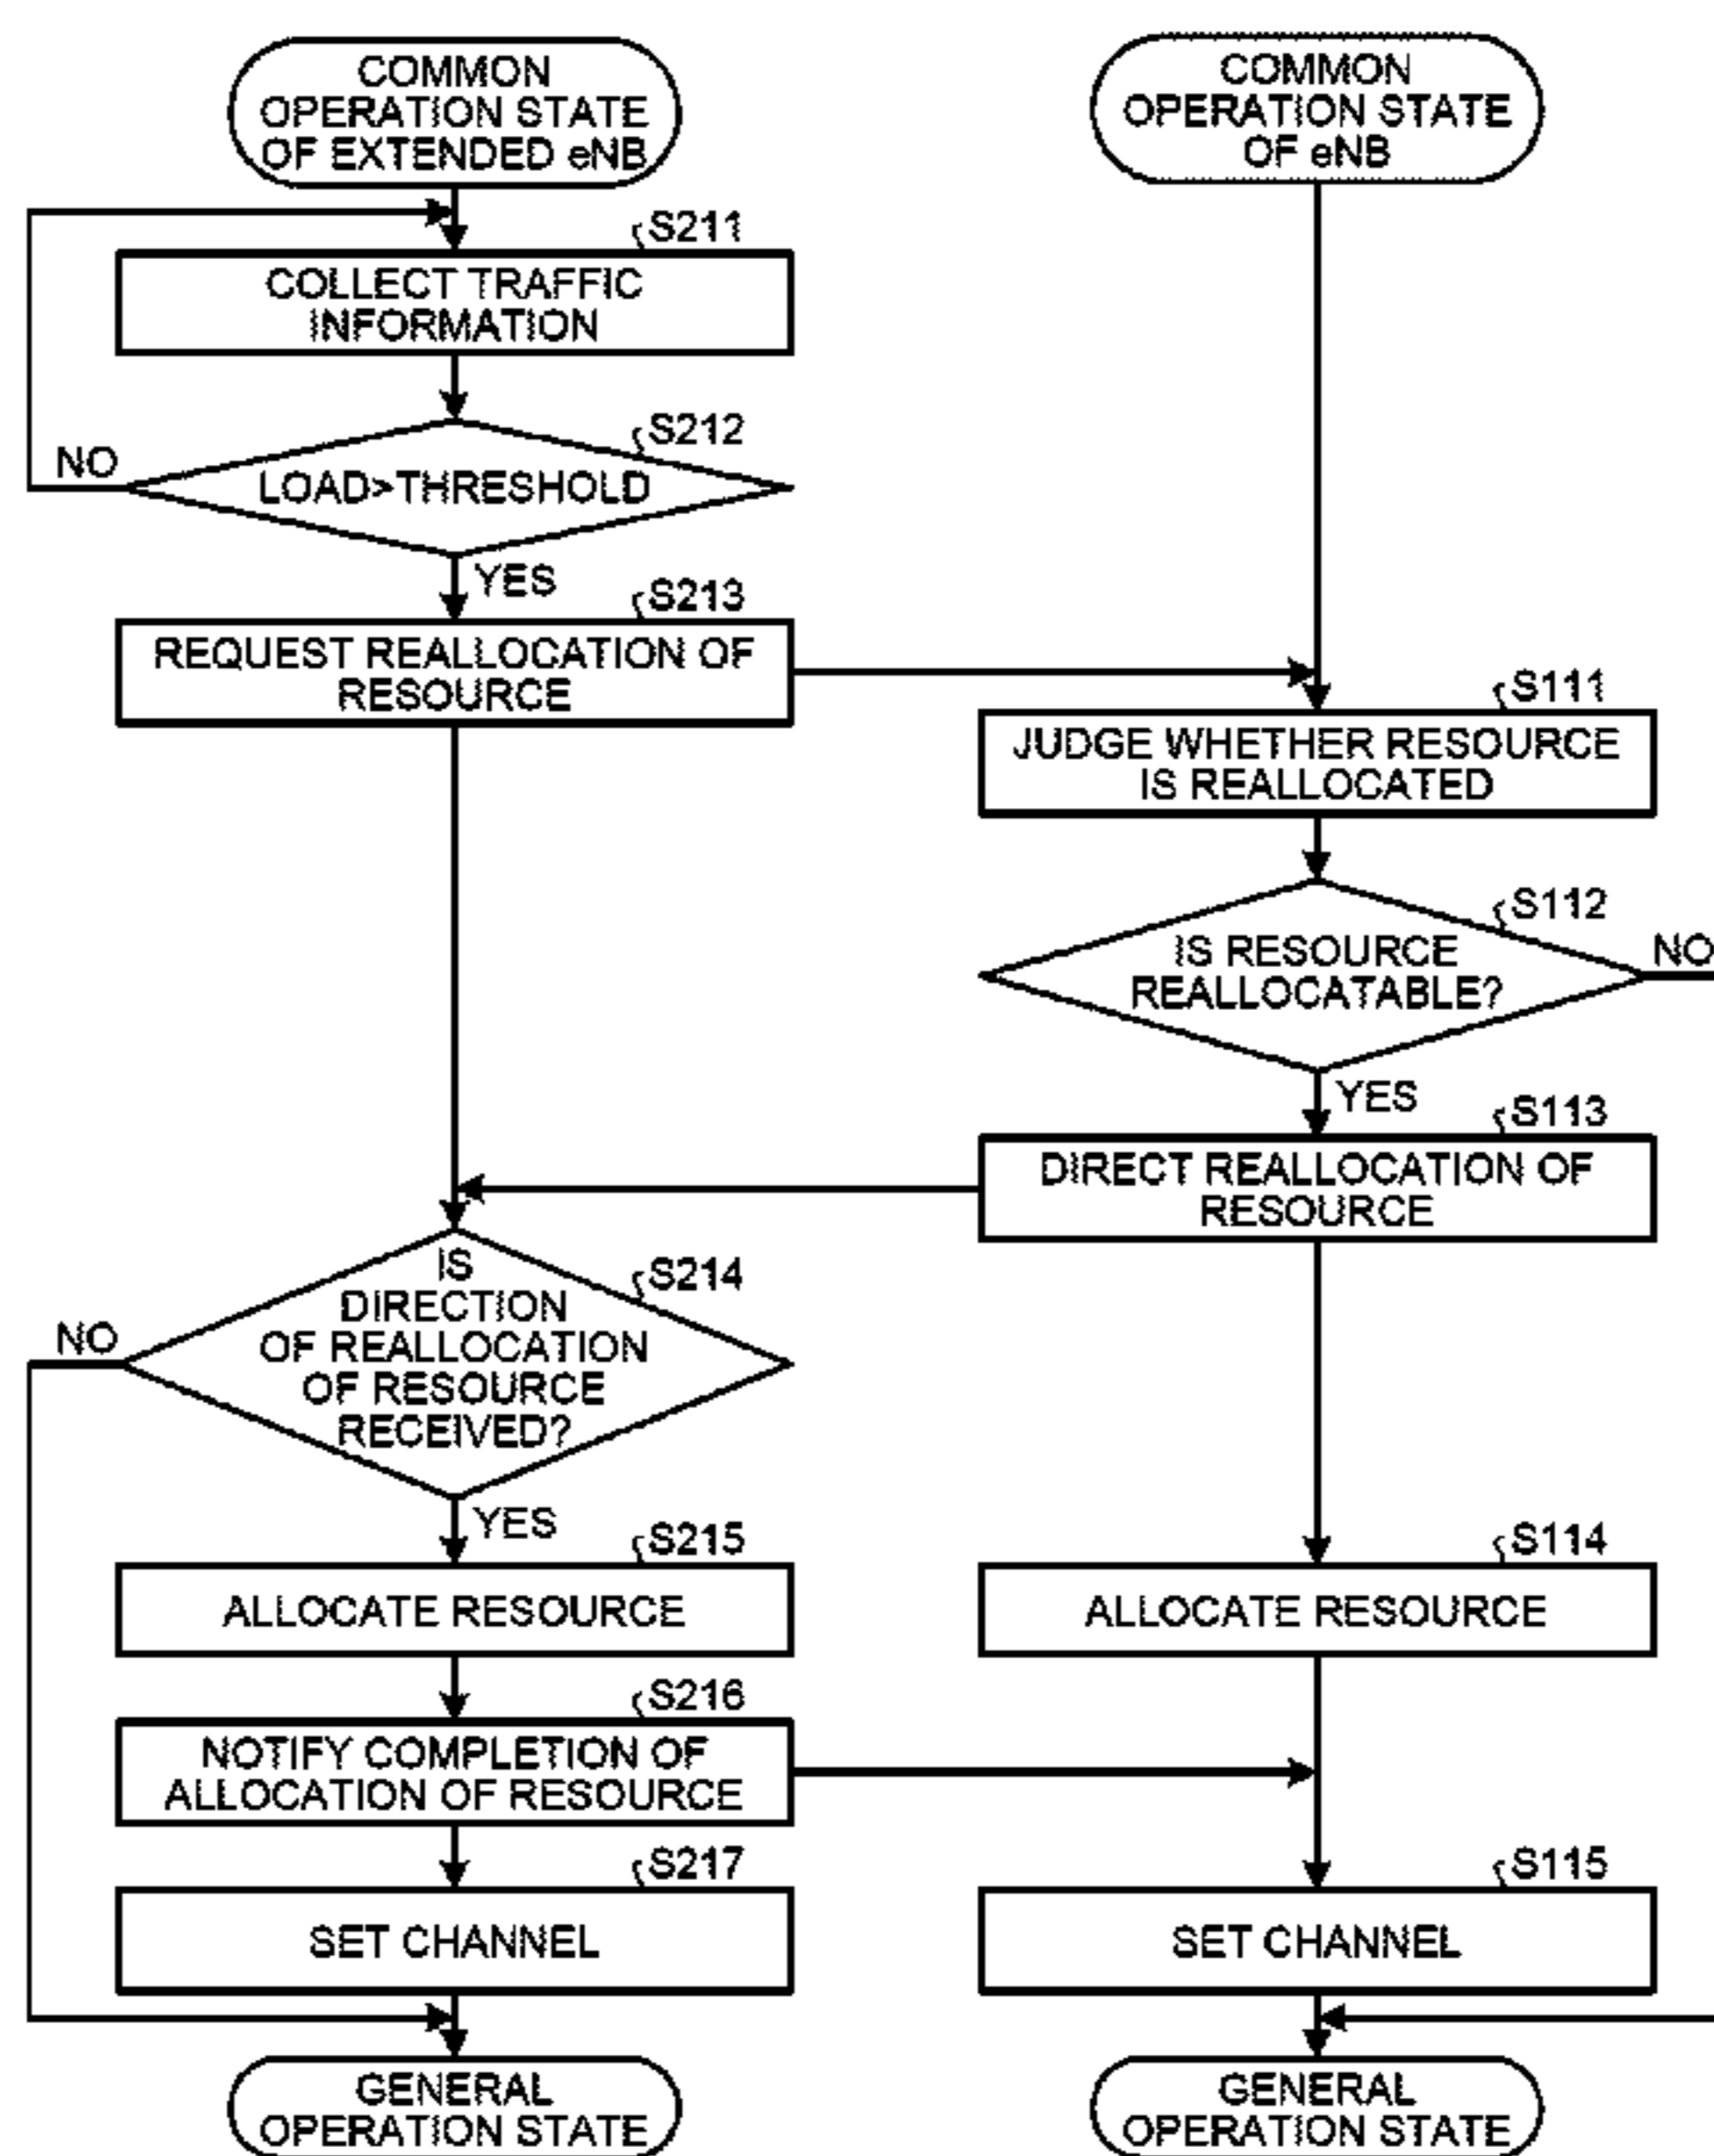 COMMON
OPERATION STATE
OF EXTENDED eNB
S211
COLLECT TRAFFIC
INFORMATION
S212
NO
LOAD>THRESHOLD
YES
S213
REQUEST REALLOCATION OF
RESOURCE
COMMON
OPERATION STATE
OF eNB
S111
JUDGE WHETHER RESOURCE
IS REALLOCATED
S112
IS RESOURCE
REALLOCATABLE?
NO
YES
S113
DIRECT REALLOCATION OF
RESOURCE
S214
IS
DIRECTION
OF REALLOCATION
OF RESOURCE
RECEIVED?
NO
YES
S215
ALLOCATE RESOURCE
S216
NOTIFY COMPLETION OF
ALLOCATION OF RESOURCE
S217
SET CHANNEL
GENERAL
OPERATION STATE
S114
ALLOCATE RESOURCE
S115
SET CHANNEL
GENERAL
OPERATION STATE